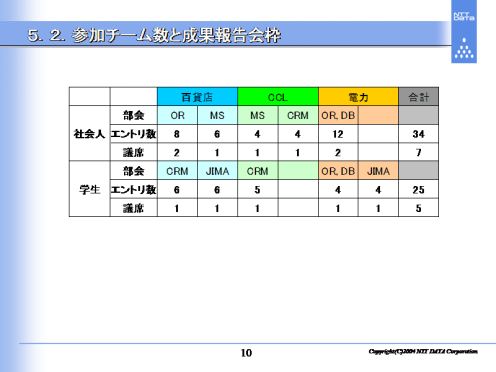 NTT DATA
５．２．参加チーム数と成果報告会枠
百貨店 CCL 電力 合計
社会人 部会 OR MS MS CRM OR, DB
エントリ数 8 6 4 4 12 34
議席 2 1 1 1 2 7
学生 部会 CRM JIMA CRM OR, DB JIMA
エントリ数 6 6 5 4 4 25
議席 1 1 1 1 1 5
10
Copyright(C)2004 NTT DATA Corporation